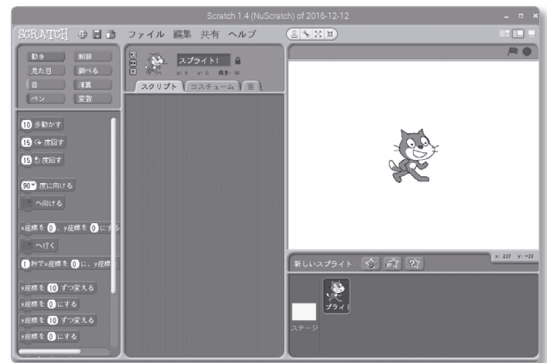 Scratch 1.4 (NuScratch) of 2016-12-12
SCRATCH ファイル 編集 共有 ヘルプ
動き 制御
見た目 調べる
音 演算
ペン 変数
スプライト1
x: 0 y: 0 向き: 90
スクリプト コスチューム 音
10 歩動かす
15 度回す
15 度回す
90 度に向ける
へ向ける
x座標を 0 、y座標を 0 にする
へ行く
1 秒でx座標を 0 に、y座標
x座標を 10 ずつ変える
x座標を 0 にする
y座標を 10 ずつ変える
y座標を 0 にする
x: 237 y: -33
新しいスプライト:
ステージ